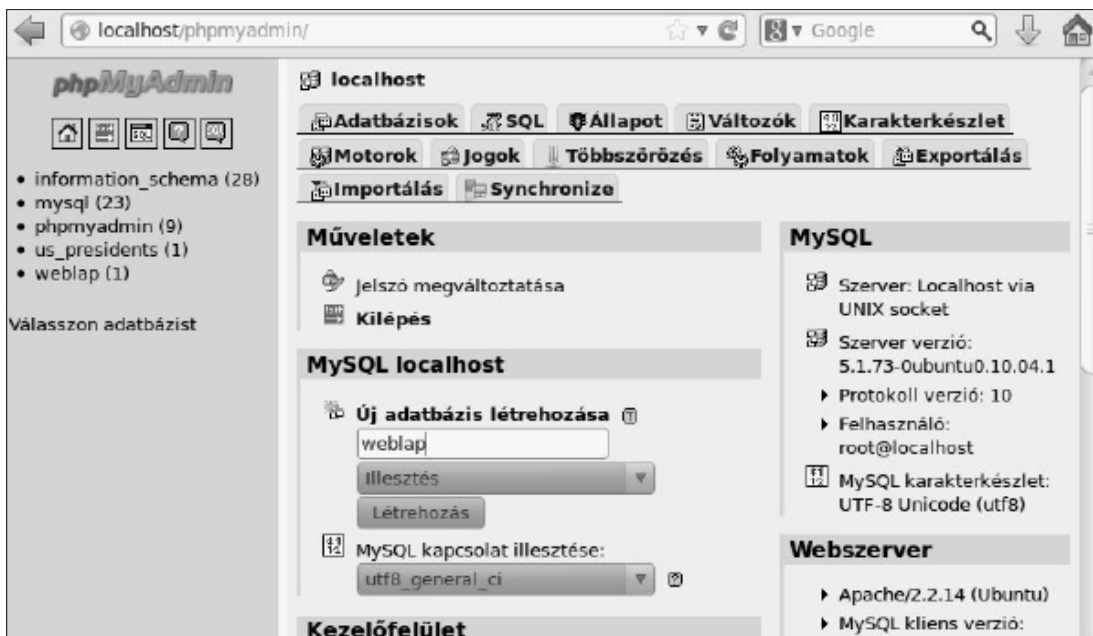 localhost/phpmyadmin/
Google
phpMyAdmin
information_schema (28)
mysql (23)
phpmyadmin (9)
us_presidents (1)
weblap (1)
Válasszon adatbázist
localhost
Adatbázisok SQL Állapot Változók Karakterkészlet
Motorok Jogok Többszörözés Folyamatok Exportálás
Importálás Synchronize
Műveletek
Jelszó megváltoztatása
Kilépés
MySQL localhost
Új adatbázis létrehozása
weblap
Illesztés
Létrehozás
MySQL kapcsolat illesztése:
utf8_general_ci
Kezelőfelület
MySQL
Szerver: Localhost via
UNIX socket
Szerver verzió:
5.1.73-0ubuntu0.10.04.1
Protokoll verzió: 10
Felhasználó:
root@localhost
MySQL karakterkészlet:
UTF-8 Unicode (utf8)
Webszerver
Apache/2.2.14 (Ubuntu)
MySQL kliens verzió: